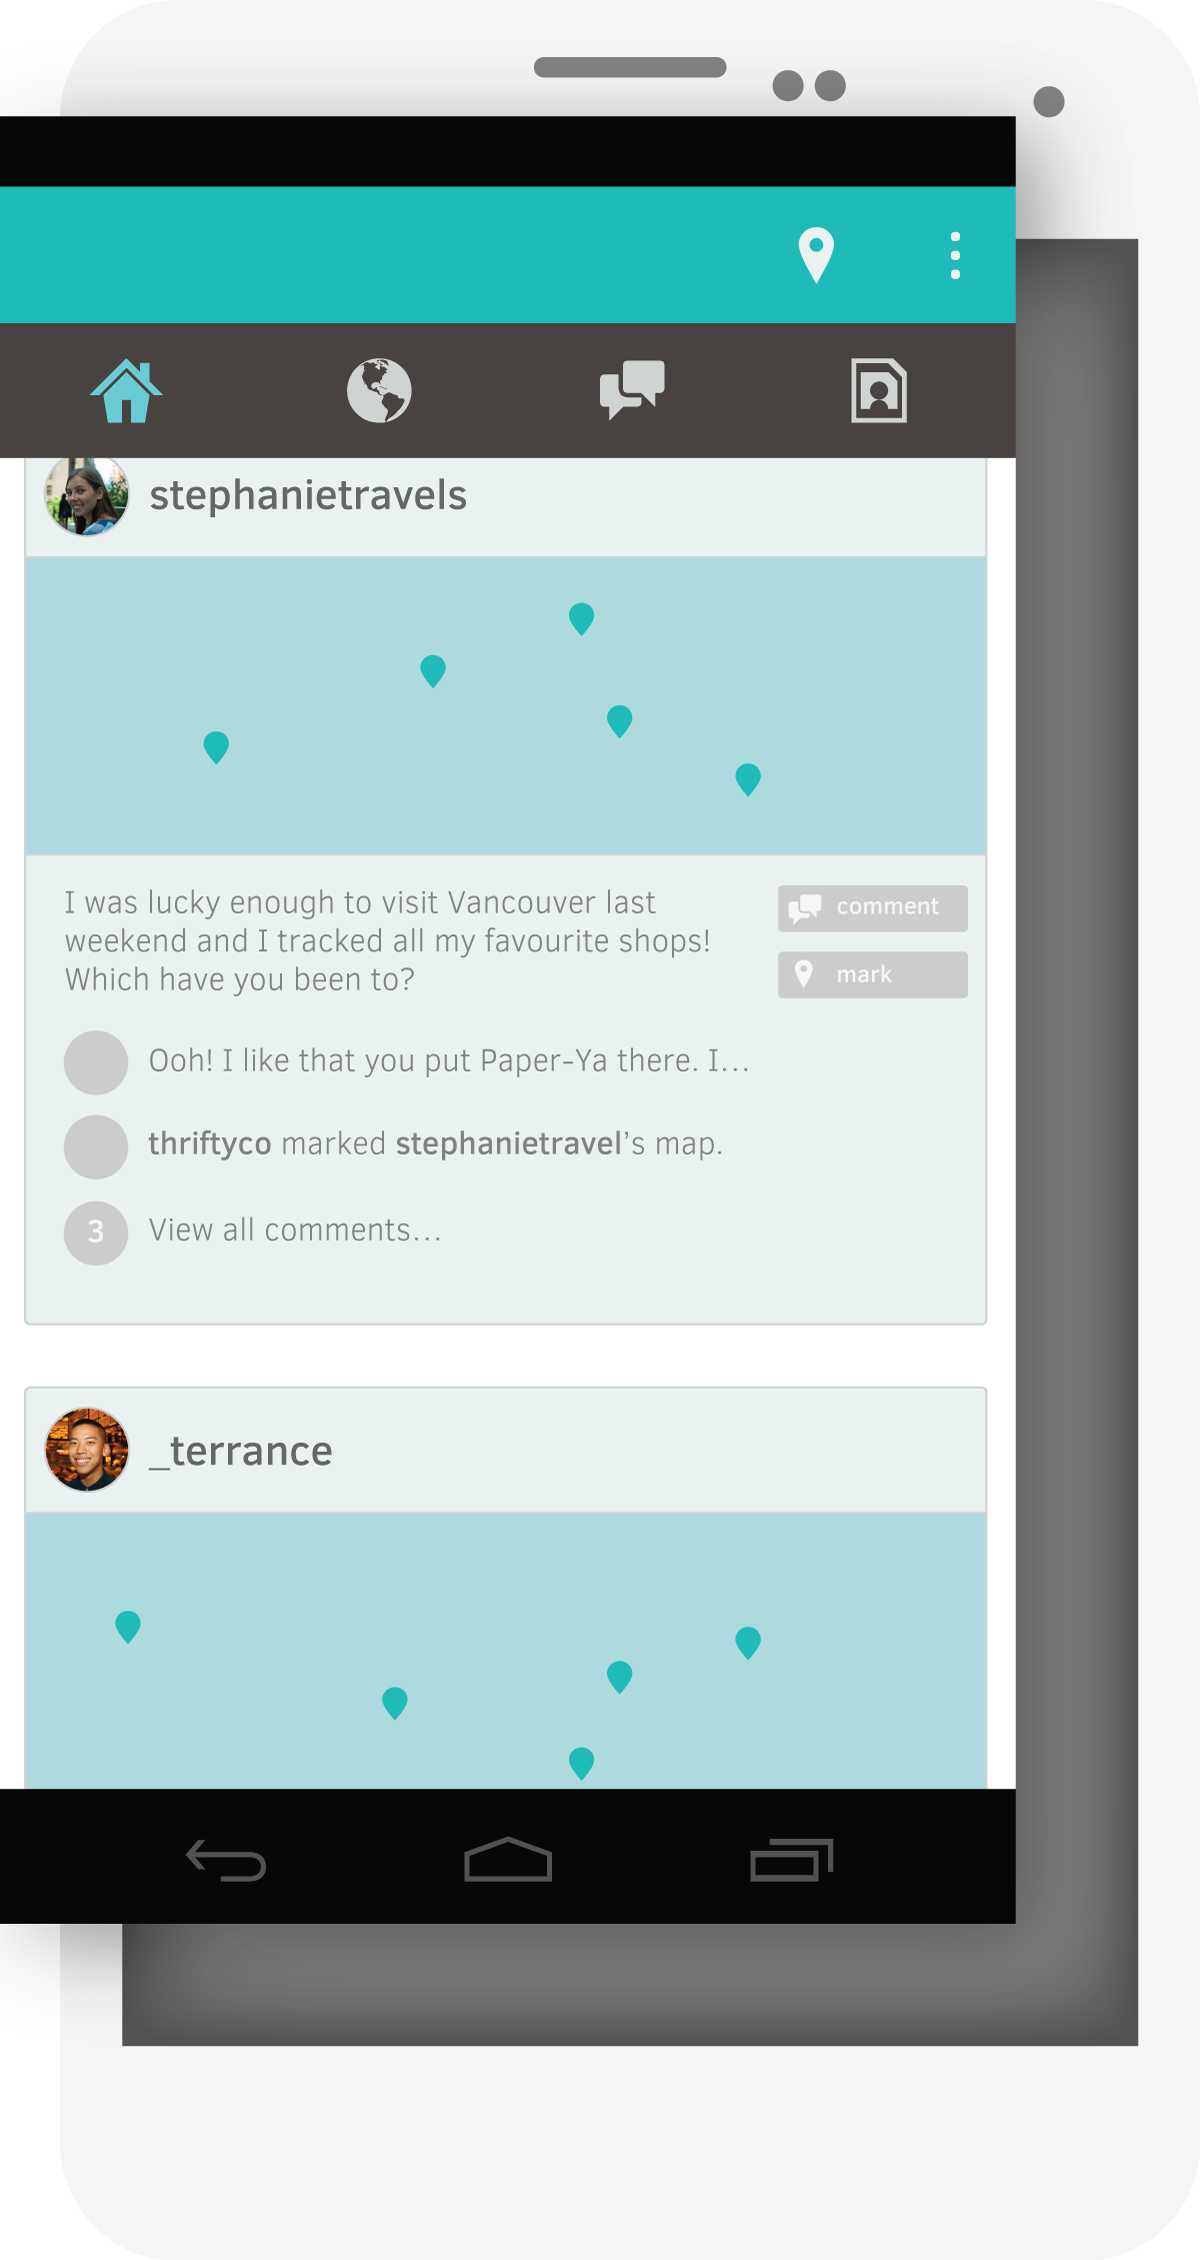 stephanietravels
I was lucky enough to visit Vancouver last
weekend and I tracked all my favourite shops!
Which have you been to?
comment
mark
Ooh! I like that you put Paper-Ya there. I...
thriftyco marked stephanietravel's map.
3 View all comments...
_terrance